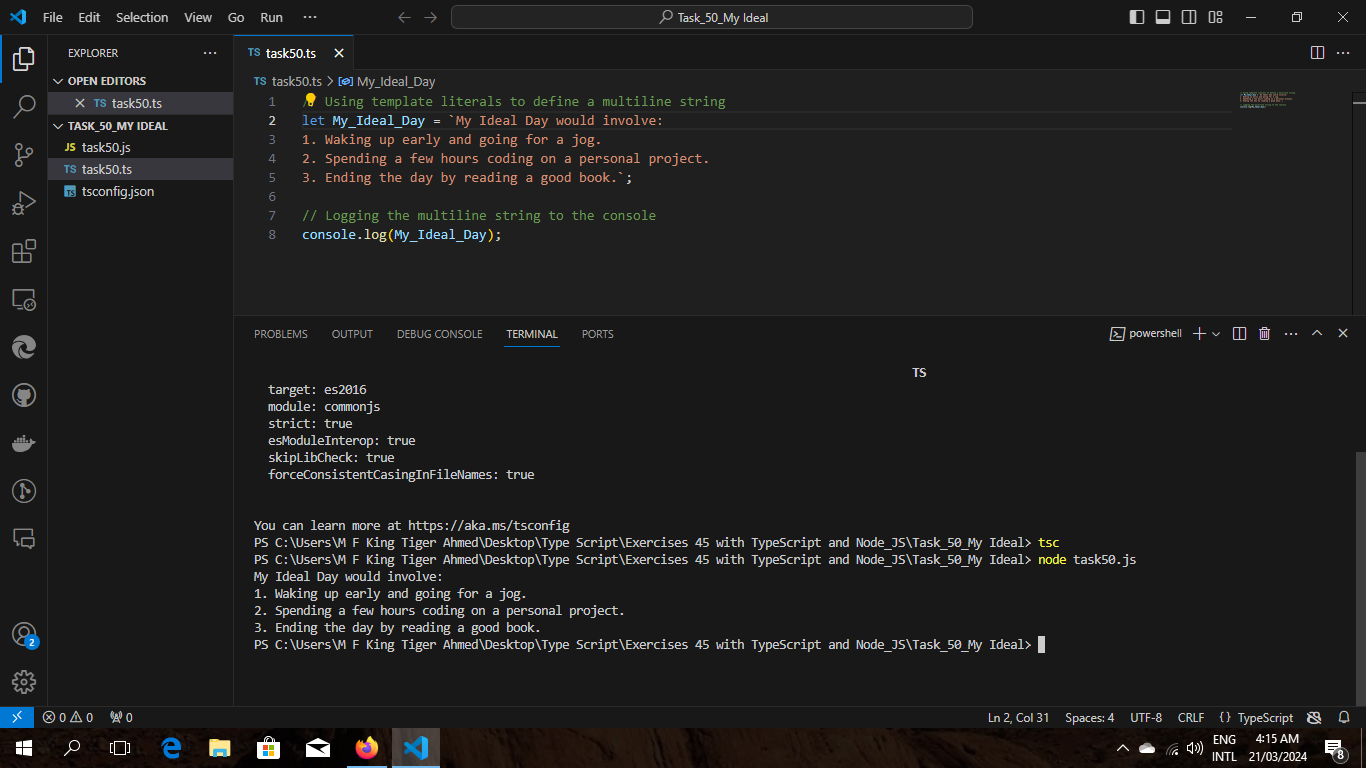 File Edit Selection View Go Run ··· Task_50_My Ideal
EXPLORER ···
OPEN EDITORS
TS task50.ts
TASK_50_MY IDEAL
JS task50.js
TS task50.ts
TS tsconfig.json
TS task50.ts
TS task50.ts > My_Ideal_Day
1 // Using template literals to define a multiline string
2 let My_Ideal_Day = `My Ideal Day would involve:
3 1. Waking up early and going for a jog.
4 2. Spending a few hours coding on a personal project.
5 3. Ending the day by reading a good book.`;
6
7 // Logging the multiline string to the console
8 console.log(My_Ideal_Day);
PROBLEMS OUTPUT DEBUG CONSOLE TERMINAL PORTS powershell
TS
target: es2016
module: commonjs
strict: true
esModuleInterop: true
skipLibCheck: true
forceConsistentCasingInFileNames: true
You can learn more at https://aka.ms/tsconfig
PS C:\Users\M F King Tiger Ahmed\Desktop\Type Script\Exercises 45 with TypeScript and Node_JS\Task_50_My Ideal> tsc
PS C:\Users\M F King Tiger Ahmed\Desktop\Type Script\Exercises 45 with TypeScript and Node_JS\Task_50_My Ideal> node task50.js
My Ideal Day would involve:
1. Waking up early and going for a jog.
2. Spending a few hours coding on a personal project.
3. Ending the day by reading a good book.
PS C:\Users\M F King Tiger Ahmed\Desktop\Type Script\Exercises 45 with TypeScript and Node_JS\Task_50_My Ideal>
2
0 0 0 Ln 2, Col 31 Spaces: 4 UTF-8 CRLF {} TypeScript
ENG 4:15 AM
INTL 21/03/2024 8